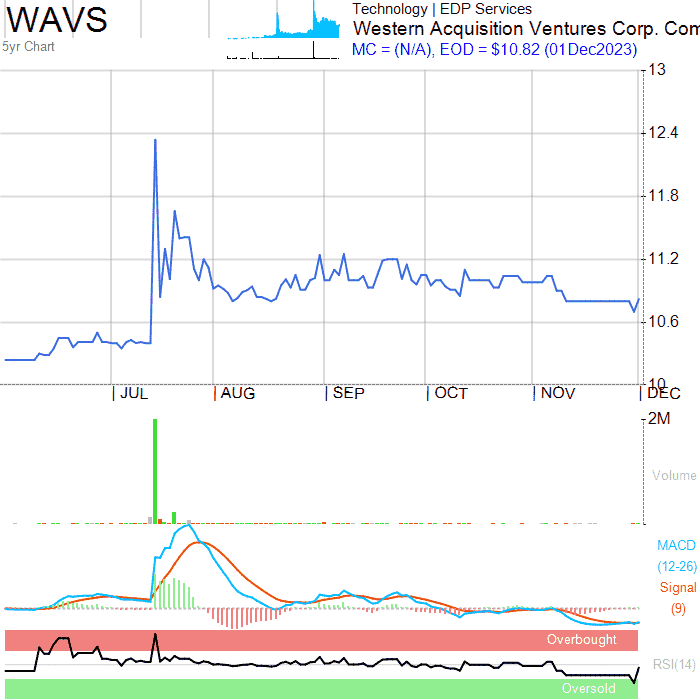 WAVS
5yr Chart
Technology | EDP Services
Western Acquisition Ventures Corp. Com
MC = (N/A), EOD = $10.82 (01Dec2023)
13
12.4
11.8
11.2
10.6
10
JUL
AUG
SEP
OCT
NOV
DEC
2M
Volume
MACD
(12-26)
Signal
(9)
Overbought
RSI(14)
Oversold